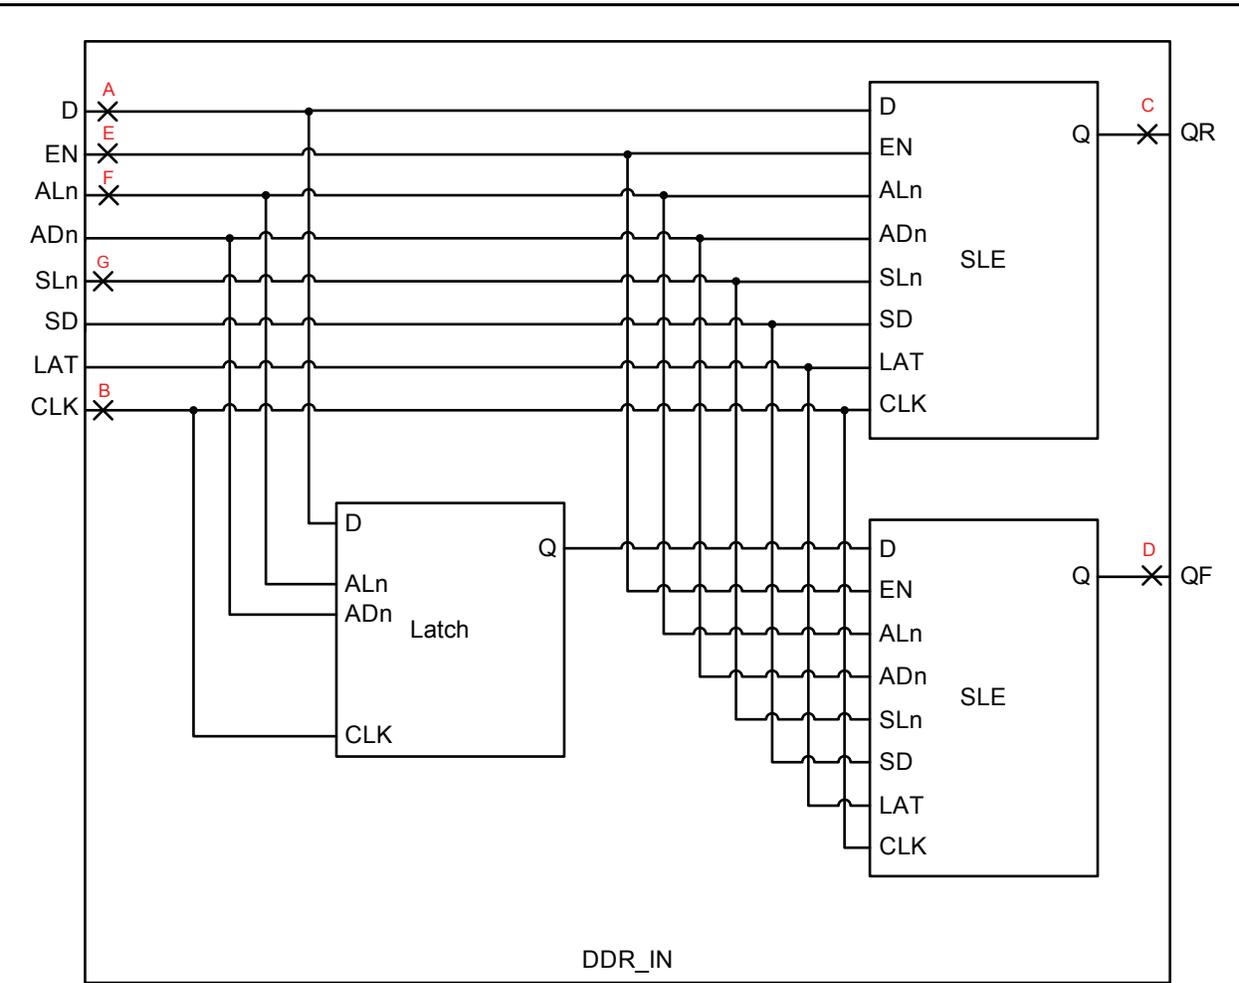 A
D
E
EN
F
ALn
ADn
G
SLn
SD
LAT
B
CLK
D
EN
ALn
ADn
SLn
SD
LAT
CLK
SLE
Q
C
QR
D
ALn
ADn
CLK
Latch
Q
D
EN
ALn
ADn
SLn
SD
LAT
CLK
SLE
Q
D
QF
DDR_IN